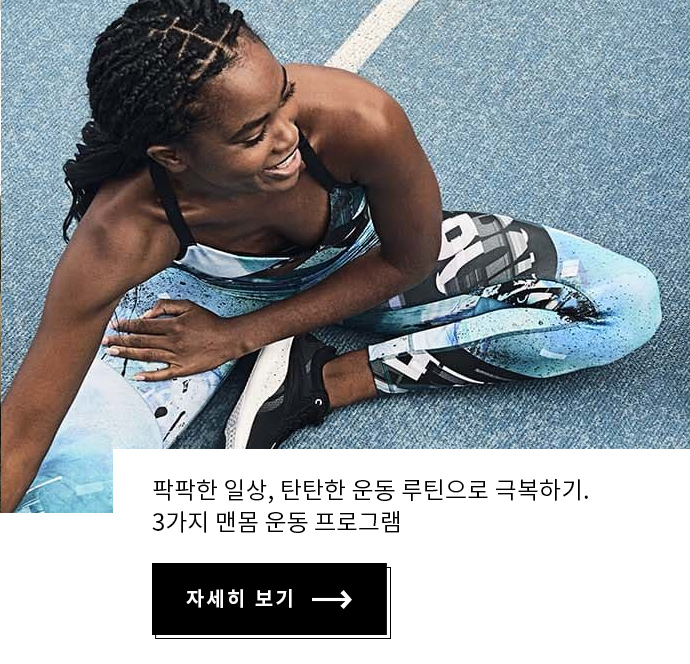 팍팍한 일상, 탄탄한 운동 루틴으로 극복하기.
3가지 맨몸 운동 프로그램
자세히 보기